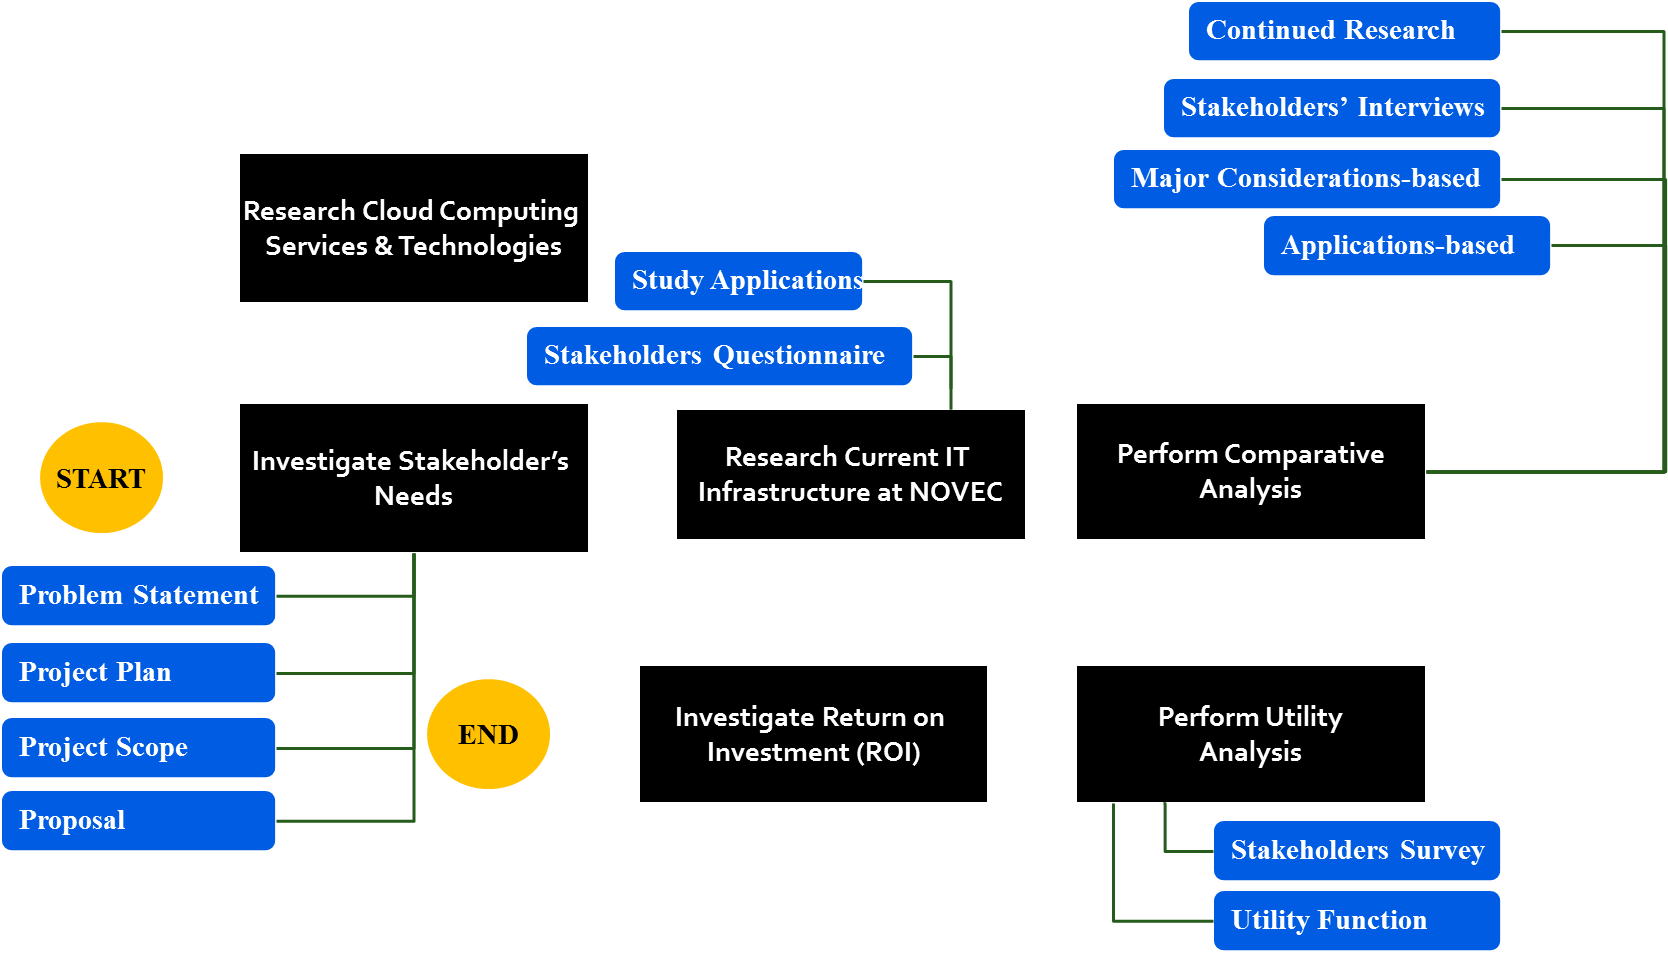 Continued Research
Stakeholders’ Interviews
Major Considerations-based
Applications-based
Research Cloud Computing
Services & Technologies
Study Applications
Stakeholders Questionnaire
START
Investigate Stakeholder’s
Needs
Research Current IT
Infrastructure at NOVEC
Perform Comparative
Analysis
Problem Statement
Project Plan
Project Scope
Proposal
END
Investigate Return on
Investment (ROI)
Perform Utility
Analysis
Stakeholders Survey
Utility Function